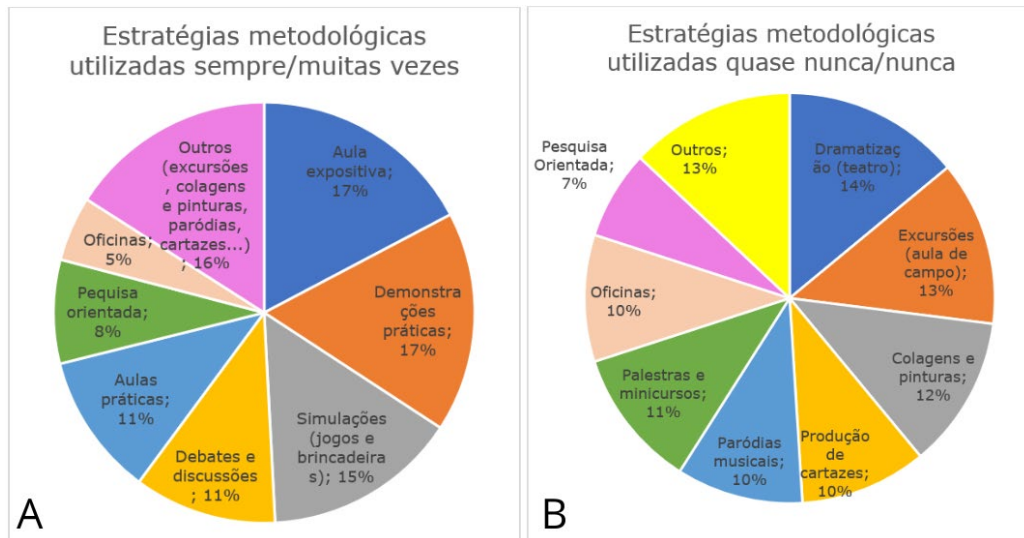 Estratégias metodológicas
utilizadas sempre/muitas vezes
Aula
expositiva;
17%
Demonstra
ções
práticas;
17%
Simulações
(jogos e
brincadeira
s); 15%
Debates e
discussões
; 11%
Aulas
práticas;
11%
Pequisa
orientada;
8%
Oficinas;
5%
Outros
(excursões
, colagens
e pinturas,
paródias,
cartazes...)
; 16%
A
Estratégias metodológicas
utilizadas quase nunca/nunca
Dramatizaç
ão (teatro);
14%
Excursões
(aula de
campo);
13%
Colagens e
pinturas;
12%
Produção
de
cartazes;
10%
Paródias
musicais;
10%
Palestras e
minicursos;
11%
Oficinas;
10%
Pesquisa
Orientada;
7%
Outros;
13%
B